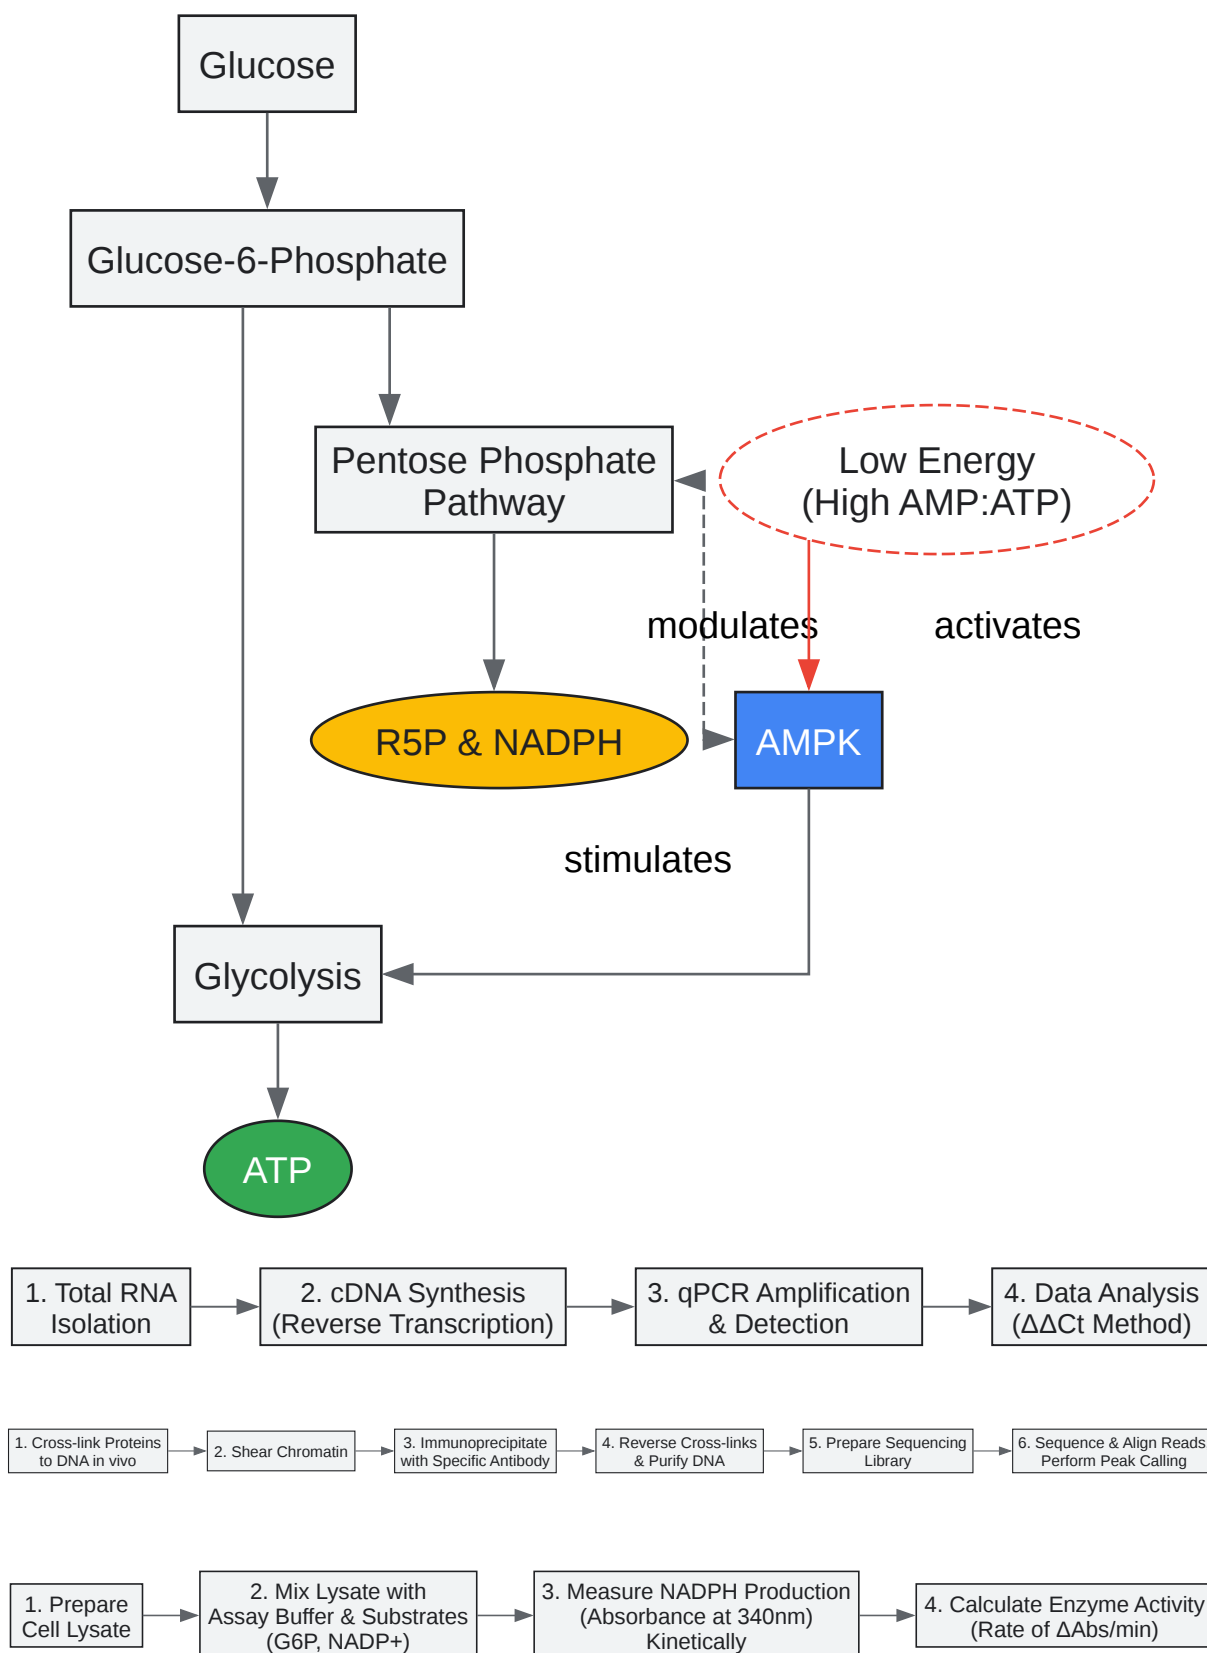 Glucose
Glucose-6-Phosphate
Pentose Phosphate
Pathway
Low Energy
(High AMP:ATP)
modulates
activates
R5P & NADPH
AMPK
stimulates
Glycolysis
ATP
1. Total RNA
Isolation
2. cDNA Synthesis
(Reverse Transcription)
3. qPCR Amplification
& Detection
4. Data Analysis
(ΔΔCt Method)
1. Cross-link Proteins
to DNA in vivo
2. Shear Chromatin
3. Immunoprecipitate
with Specific Antibody
4. Reverse Cross-links
& Purify DNA
5. Prepare Sequencing
Library
6. Sequence & Align Reads
Perform Peak Calling
1. Prepare
Cell Lysate
2. Mix Lysate with
Assay Buffer & Substrates
(G6P, NADP+)
3. Measure NADPH Production
(Absorbance at 340nm)
Kinetically
4. Calculate Enzyme Activity
(Rate of ΔAbs/min)